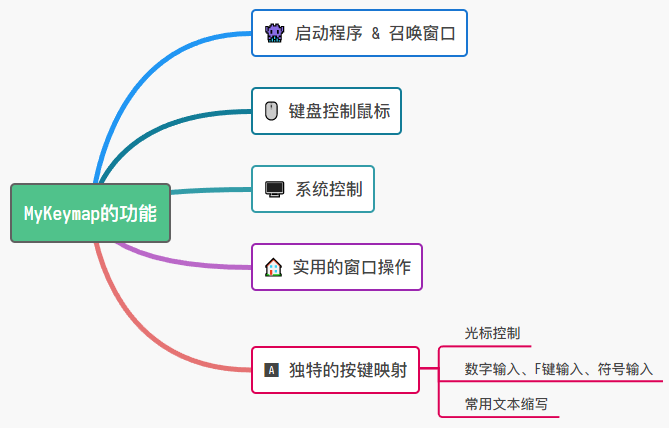 启动程序 & 召唤窗口
键盘控制鼠标
系统控制
MyKeymap的功能
实用的窗口操作
A 独特的按键映射
光标控制
数字输入、F键输入、符号输入
常用文本缩写